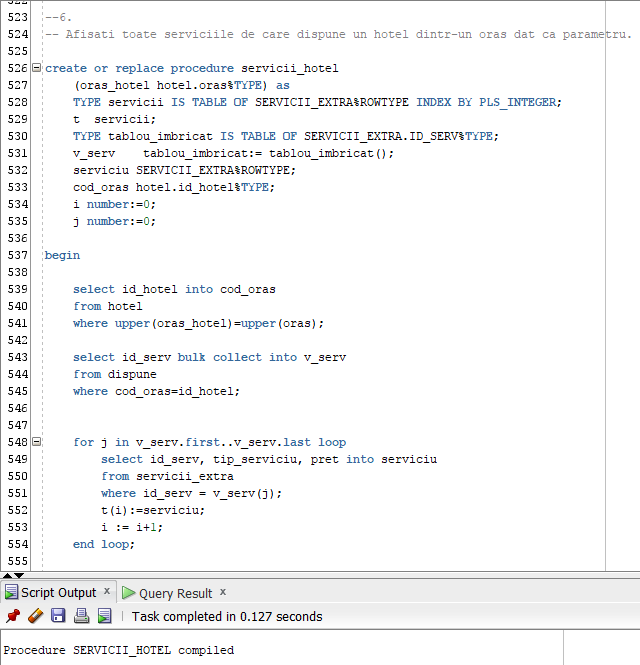 522
523 --6.
524 -- Afisati toate serviciile de care dispune un hotel dintr-un oras dat ca parametru.
525
526 create or replace procedure servicii_hotel
527 (oras_hotel hotel.oras%TYPE) as
528 TYPE servicii IS TABLE OF SERVICII_EXTRA%ROWTYPE INDEX BY PLS_INTEGER;
529 t servicii;
530 TYPE tablou_imbricat IS TABLE OF SERVICII_EXTRA.ID_SERV%TYPE;
531 v_serv tablou_imbricat:= tablou_imbricat();
532 serviciu SERVICII_EXTRA%ROWTYPE;
533 cod_oras hotel.id_hotel%TYPE;
534 i number:=0;
535 j number:=0;
536
537 begin
538
539 select id_hotel into cod_oras
540 from hotel
541 where upper(oras_hotel)=upper(oras);
542
543 select id_serv bulk collect into v_serv
544 from dispune
545 where cod_oras=id_hotel;
546
547
548 for j in v_serv.first..v_serv.last loop
549 select id_serv, tip_serviciu, pret into serviciu
550 from servicii_extra
551 where id_serv = v_serv(j);
552 t(i):=serviciu;
553 i := i+1;
554 end loop;
555
Script Output x Query Result x
Task completed in 0.127 seconds
Procedure SERVICII_HOTEL compiled